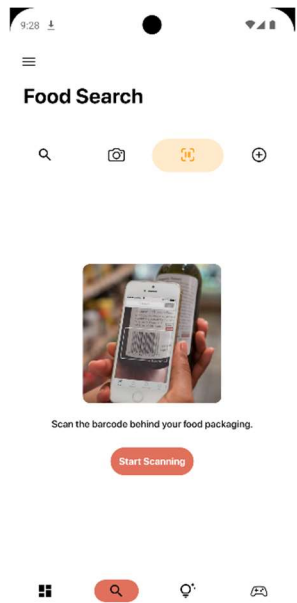 9:28
Food Search
Scan the barcode behind your food packaging.
Start Scanning